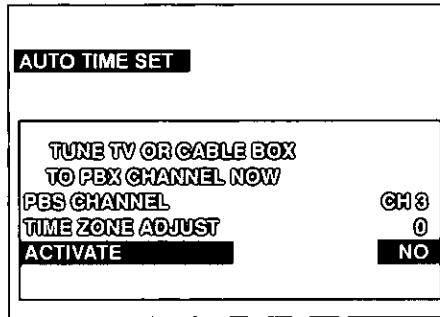 AUTO TIME SET
TUNE TV OR CABLE BOX
TO PBX CHANNEL NOW
PBS CHANNEL CH 3
TIME ZONE ADJUST 0
ACTIVATE NO